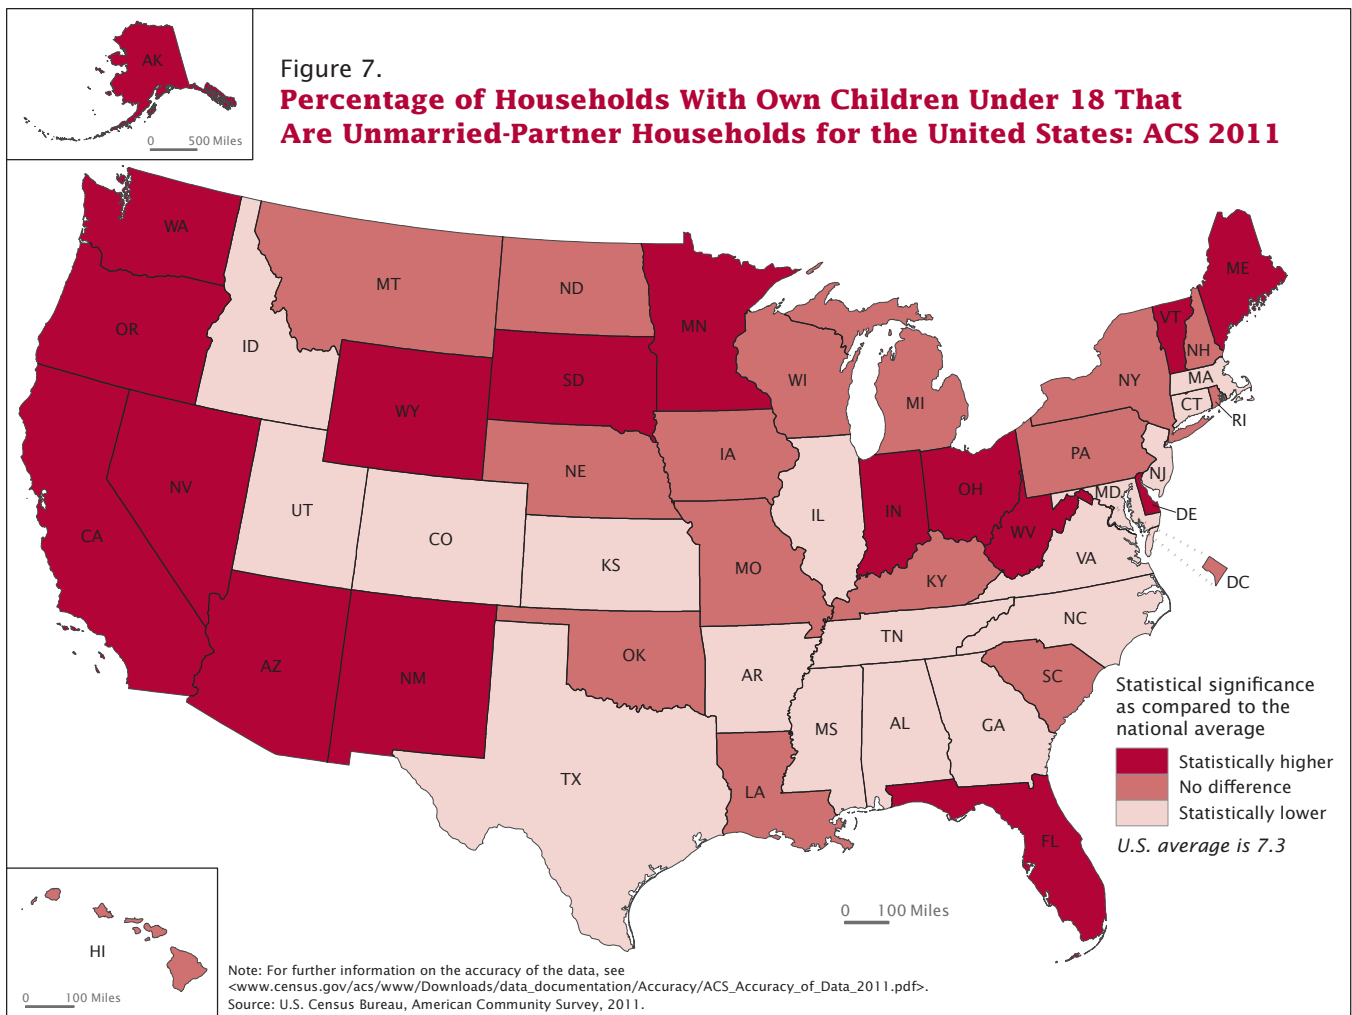 AK
0 500 Miles
Figure 7.
Percentage of Households With Own Children Under 18 That
Are Unmarried-Partner Households for the United States: ACS 2011
WA
MT
ND
MN
ME
OR
ID
SD
WI
MI
NY
VT
NH
MA
CT
RI
WY
NE
IA
PA
NJ
NV
UT
CO
CA
KS
MO
IL
IN
OH
WV
MD
DE
VA
DC
KY
NC
TN
AZ
NM
OK
AR
SC
MS
AL
GA
TX
LA
FL
Statistical significance
as compared to the
national average
Statistically higher
No difference
Statistically lower
U.S. average is 7.3
HI
0 100 Miles
0 100 Miles
Note: For further information on the accuracy of the data, see
<www.census.gov/acs/www/Downloads/data_documentation/Accuracy/ACS_Accuracy_of_Data_2011.pdf>.
Source: U.S. Census Bureau, American Community Survey, 2011.